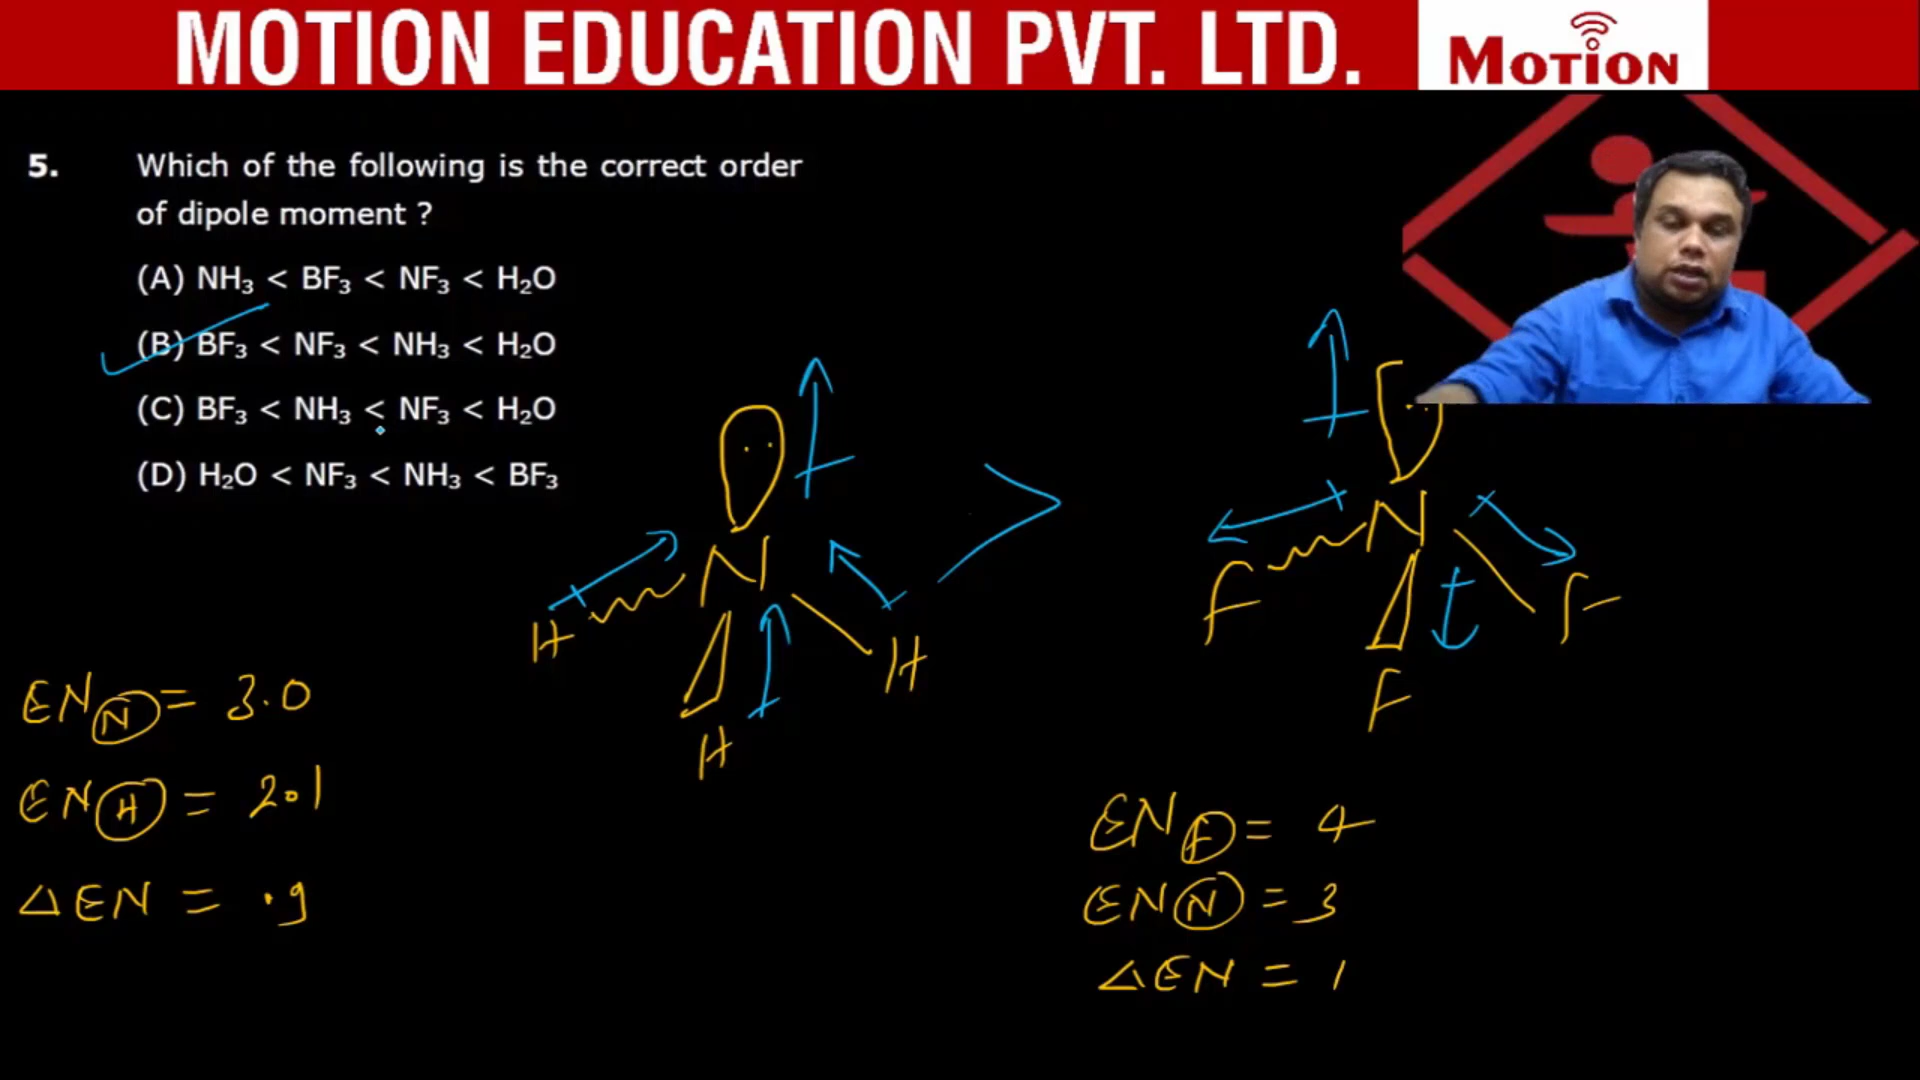 MOTION EDUCATION PVT. LTD.
MOTION
5. Which of the following is the correct order
of dipole moment ?
(A) NH₃ < BF₃ < NF₃ < H₂O
(B) BF₃ < NF₃ < NH₃ < H₂O
(C) BF₃ < NH₃ < NF₃ < H₂O
(D) H₂O < NF₃ < NH₃ < BF₃
N
H
H
H
>
N
F
F
F
EN N = 3.0
EN H = 2.1
ΔEN = .9
EN F = 4
EN N = 3
ΔEN = 1